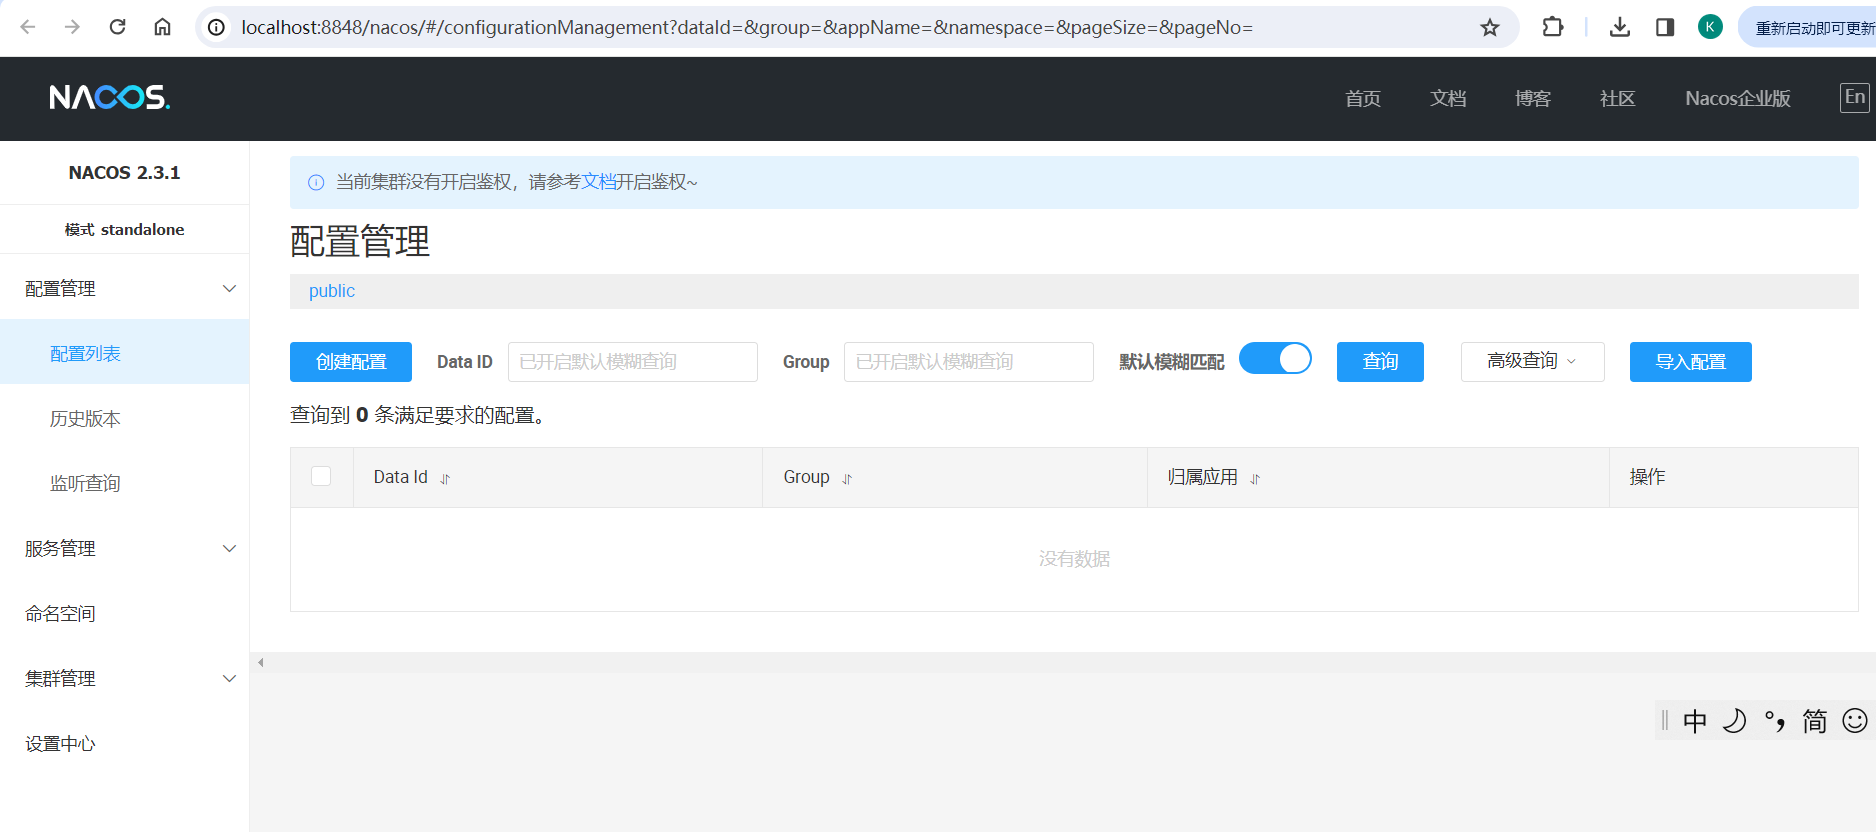 localhost:8848/nacos/#/configurationManagement?dataId=&group=&appName=&namespace=&pageSize=&pageNo=
K
重新启动即可更新
NACOS.
首页 文档 博客 社区 Nacos企业版 En
NACOS 2.3.1
模式 standalone
配置管理
配置列表
历史版本
监听查询
服务管理
命名空间
集群管理
设置中心
当前集群没有开启鉴权，请参考文档开启鉴权~
配置管理
public
创建配置 Data ID 已开启默认模糊查询 Group 已开启默认模糊查询 默认模糊匹配 查询 高级查询 导入配置
查询到 0 条满足要求的配置。
Data Id Group 归属应用 操作
没有数据
中 °, 简